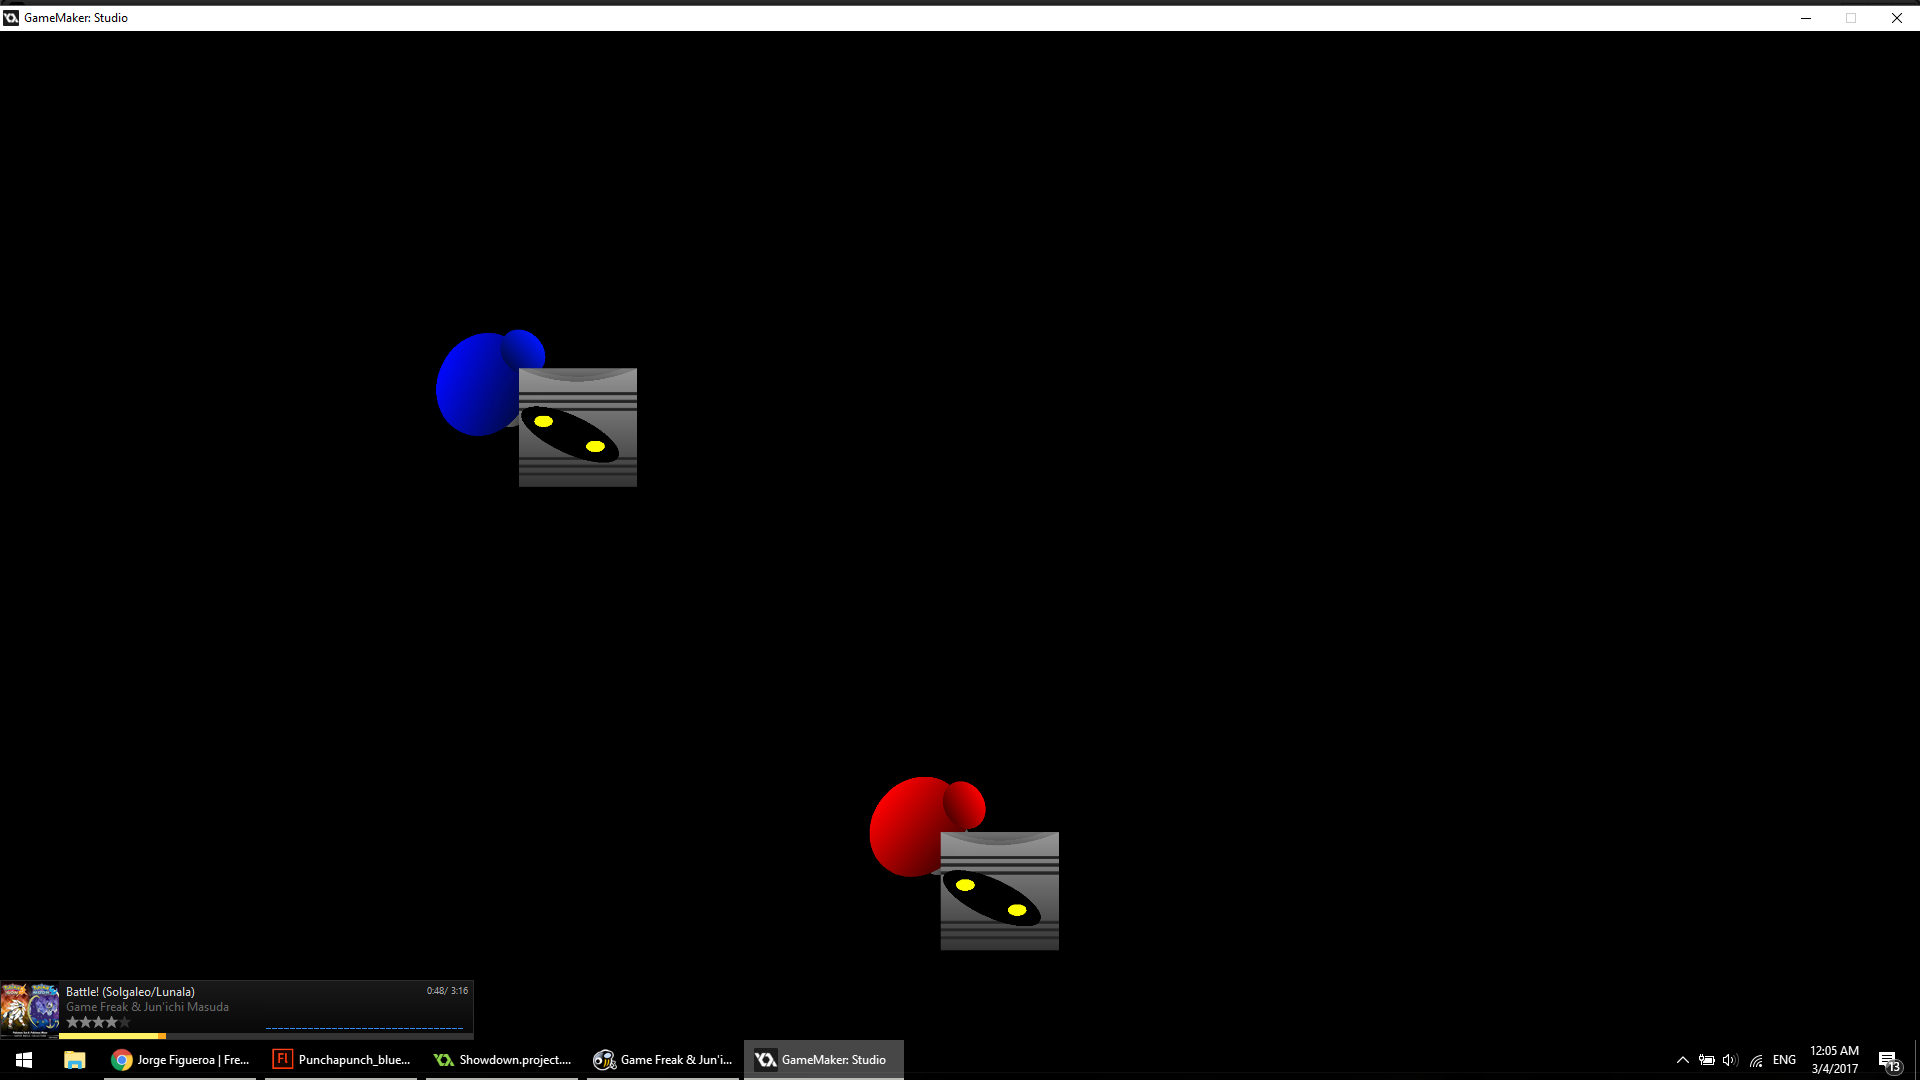 GameMaker: Studio
Battle! (Solgaleo/Lunala)
0:48/ 3:16
Game Freak & Jun'ichi Masuda
Jorge Figueroa | Fre...
Fl
Punchapunch_blue...
Showdown.project....
Game Freak & Jun'i...
GameMaker: Studio
ENG
12:05 AM
3/4/2017
13